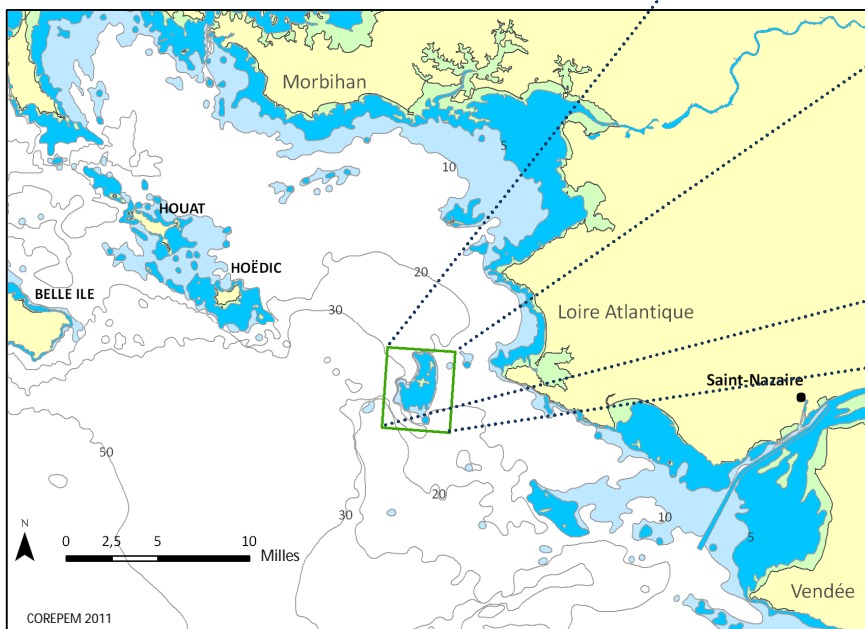 Morbihan
5
10
HOUAT
HOËDIC
20
BELLE ILE
30
Loire Atlantique
Saint-Nazaire
50
20
30
10
5
N
0 2,5 5 10 Milles
Vendée
COREPEM 2011